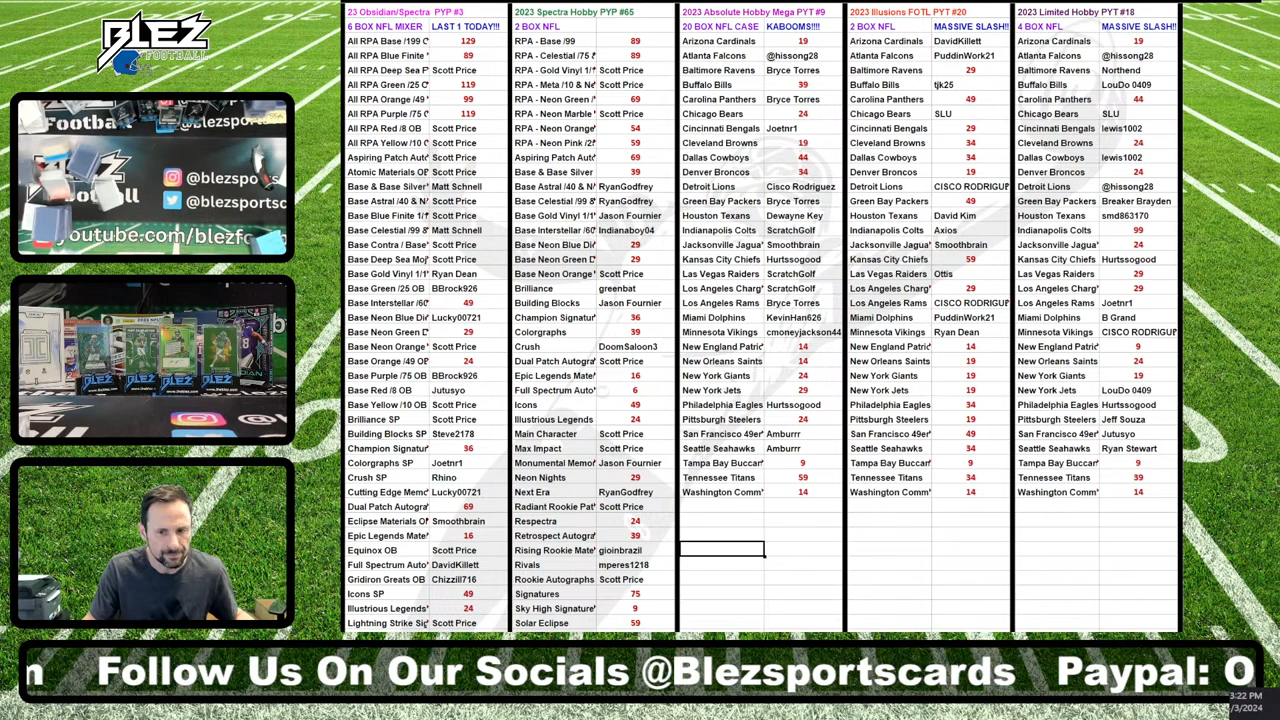 BLEZ
FOOTBALL
23 Obsidian/Spectra PYP #3
6 BOX NFL MIXER LAST 1 TODAY!!!
All RPA Base /199 129
All RPA Blue Finite 89
All RPA Deep Sea Scott Price
All RPA Green /25 119
All RPA Orange /49 99
All RPA Purple /75 119
All RPA Red /8 OB Scott Price
All RPA Yellow /10 Scott Price
Aspiring Patch Aut Scott Price
Atomic Materials OB Scott Price
Base & Base Silver Matt Schnell
Base Astral /40 & N Scott Price
Base Blue Finite 1/ Scott Price
Base Celestial /99 8 Matt Schnell
Base Contra / Base Scott Price
Base Deep Sea Moj Scott Price
Base Gold Vinyl 1/1 Ryan Dean
Base Green /25 OB BBrock926
Base Interstellar /60 49
Base Neon Blue Di Lucky00721
Base Neon Green D 29
Base Neon Orange Scott Price
Base Orange /49 OB 24
Base Purple /75 OB BBrock926
Base Red /8 OB Jutusyo
Base Yellow /10 OB Scott Price
Brilliance SP Scott Price
Building Blocks SP Steve2178
Champion Signatur 36
Colorgraphs SP Joetnr1
Crush SP Rhino
Cutting Edge Memo Lucky00721
Dual Patch Autogra 69
Eclipse Materials O Smoothbrain
Epic Legends Mate 16
Equinox OB Scott Price
Full Spectrum Auto DavidKillett
Gridiron Greats OB Chizzill716
Icons SP 49
Illustrious Legends 24
Lightning Strike Sig Scott Price
2023 Spectra Hobby PYP #65
2 BOX NFL
RPA - Base /99 89
RPA - Celestial /75 89
RPA - Gold Vinyl 1/ Scott Price
RPA - Meta /10 & Ne Scott Price
RPA - Neon Green / 69
RPA - Neon Marble Scott Price
RPA - Neon Orange 54
RPA - Neon Pink /2 59
Aspiring Patch Aut 69
Base & Base Silver 39
Base Astral /40 & N RyanGodfrey
Base Celestial /99 8 RyanGodfrey
Base Gold Vinyl 1/1 Jason Fournier
Base Interstellar /60 Indianaboy04
Base Neon Blue Di 29
Base Neon Green D 29
Base Neon Orange Scott Price
Brilliance greenbat
Building Blocks Jason Fournier
Champion Signatur 36
Colorgraphs 39
Crush DoomSaloon3
Dual Patch Autogra Scott Price
Epic Legends Mate 16
Full Spectrum Auto 6
Icons 49
Illustrious Legends 24
Main Character Scott Price
Max Impact Scott Price
Monumental Memo Jason Fournier
Neon Nights 29
Next Era RyanGodfrey
Radiant Rookie Pat Scott Price
Respectra 24
Retrospect Autogra 39
Rising Rookie Mate gioinbrazil
Rivals mperes1218
Rookie Autographs Scott Price
Signatures 75
Sky High Signature 9
Solar Eclipse 59
2023 Absolute Hobby Mega PYT #9
20 BOX NFL CASE KABOOMS!!!!
Arizona Cardinals 19
Atlanta Falcons @hissong28
Baltimore Ravens Bryce Torres
Buffalo Bills 39
Carolina Panthers Bryce Torres
Chicago Bears 24
Cincinnati Bengals Joetnr1
Cleveland Browns 19
Dallas Cowboys 44
Denver Broncos 34
Detroit Lions Cisco Rodriguez
Green Bay Packers Bryce Torres
Houston Texans Dewayne Key
Indianapolis Colts ScratchGolf
Jacksonville Jagua Smoothbrain
Kansas City Chiefs Hurtssogood
Las Vegas Raiders ScratchGolf
Los Angeles Charg ScratchGolf
Los Angeles Rams Bryce Torres
Miami Dolphins KevinHan626
Minnesota Vikings cmoneyjackson44
New England Patric 14
New Orleans Saints 14
New York Giants 24
New York Jets 29
Philadelphia Eagles Hurtssogood
Pittsburgh Steelers 24
San Francisco 49er Amburrr
Seattle Seahawks Amburrr
Tampa Bay Buccan 9
Tennessee Titans 59
Washington Comm 14
2023 Illusions FOTL PYT #20
2 BOX NFL MASSIVE SLASH!!
Arizona Cardinals DavidKillett
Atlanta Falcons PuddinWork21
Baltimore Ravens 29
Buffalo Bills tjk25
Carolina Panthers 49
Chicago Bears SLU
Cincinnati Bengals 29
Cleveland Browns 34
Dallas Cowboys 34
Denver Broncos 19
Detroit Lions CISCO RODRIGU
Green Bay Packers 49
Houston Texans David Kim
Indianapolis Colts Axios
Jacksonville Jagua Smoothbrain
Kansas City Chiefs 59
Las Vegas Raiders Ottis
Los Angeles Charg 29
Los Angeles Rams CISCO RODRIGU
Miami Dolphins PuddinWork21
Minnesota Vikings Ryan Dean
New England Patric 14
New Orleans Saints 19
New York Giants 19
New York Jets 19
Philadelphia Eagles 34
Pittsburgh Steelers 19
San Francisco 49er 49
Seattle Seahawks 34
Tampa Bay Buccan 9
Tennessee Titans 34
Washington Comm 14
2023 Limited Hobby PYT #18
4 BOX NFL MASSIVE SLASH!!
Arizona Cardinals 19
Atlanta Falcons @hissong28
Baltimore Ravens Northend
Buffalo Bills LouDo 0409
Carolina Panthers 44
Chicago Bears SLU
Cincinnati Bengals lewis1002
Cleveland Browns 24
Dallas Cowboys lewis1002
Denver Broncos 24
Detroit Lions @hissong28
Green Bay Packers Breaker Brayden
Houston Texans smd863170
Indianapolis Colts 99
Jacksonville Jagua 24
Kansas City Chiefs Hurtssogood
Las Vegas Raiders 29
Los Angeles Charg 29
Los Angeles Rams Joetnr1
Miami Dolphins B Grand
Minnesota Vikings CISCO RODRIGU
New England Patric 9
New Orleans Saints 24
New York Giants 19
New York Jets LouDo 0409
Philadelphia Eagles Hurtssogood
Pittsburgh Steelers Jeff Souza
San Francisco 49er Jutusyo
Seattle Seahawks Ryan Stewart
Tampa Bay Buccan 9
Tennessee Titans 39
Washington Comm 14
Football @blezsports
@blezspo
@blezsportsc
youtube.com/blezfo
BLEZ
BLEZ
BLEZ
BLEZ
n Follow Us On Our Socials @Blezsportscards Paypal: O
3:22 PM
/3/2024